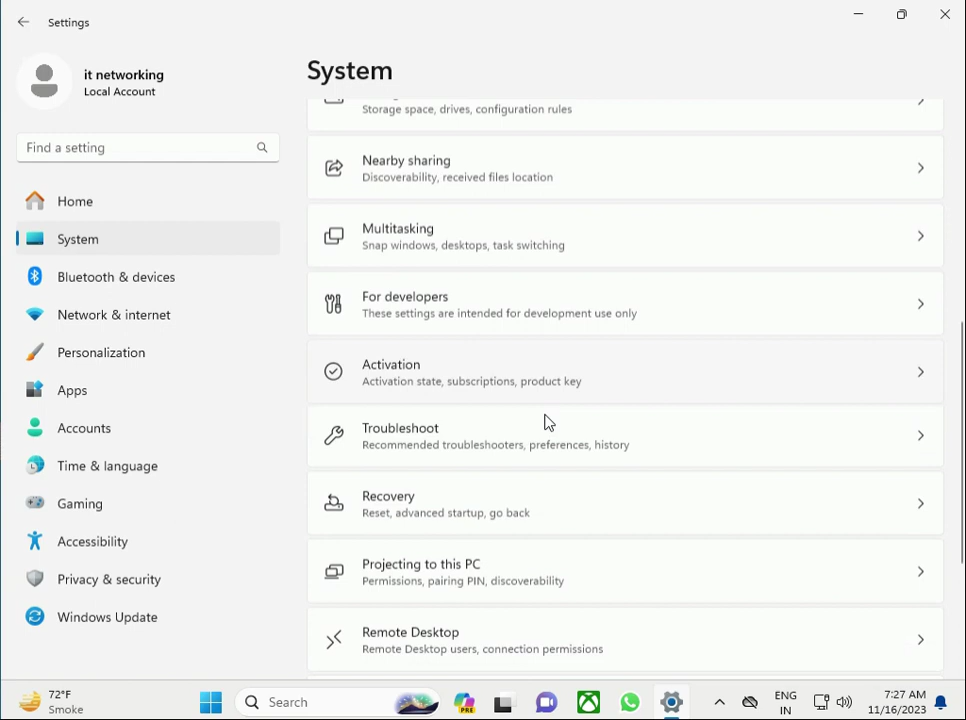 Settings
it networking
Local Account
Find a setting
Home
System
Bluetooth & devices
Network & internet
Personalization
Apps
Accounts
Time & language
Gaming
Accessibility
Privacy & security
Windows Update
System
Storage space, drives, configuration rules
Nearby sharing
Discoverability, received files location
Multitasking
Snap windows, desktops, task switching
For developers
These settings are intended for development use only
Activation
Activation state, subscriptions, product key
Troubleshoot
Recommended troubleshooters, preferences, history
Recovery
Reset, advanced startup, go back
Projecting to this PC
Permissions, pairing PIN, discoverability
Remote Desktop
Remote Desktop users, connection permissions
72°F
Smoke
Search
PRE
ENG
IN
7:27 AM
11/16/2023